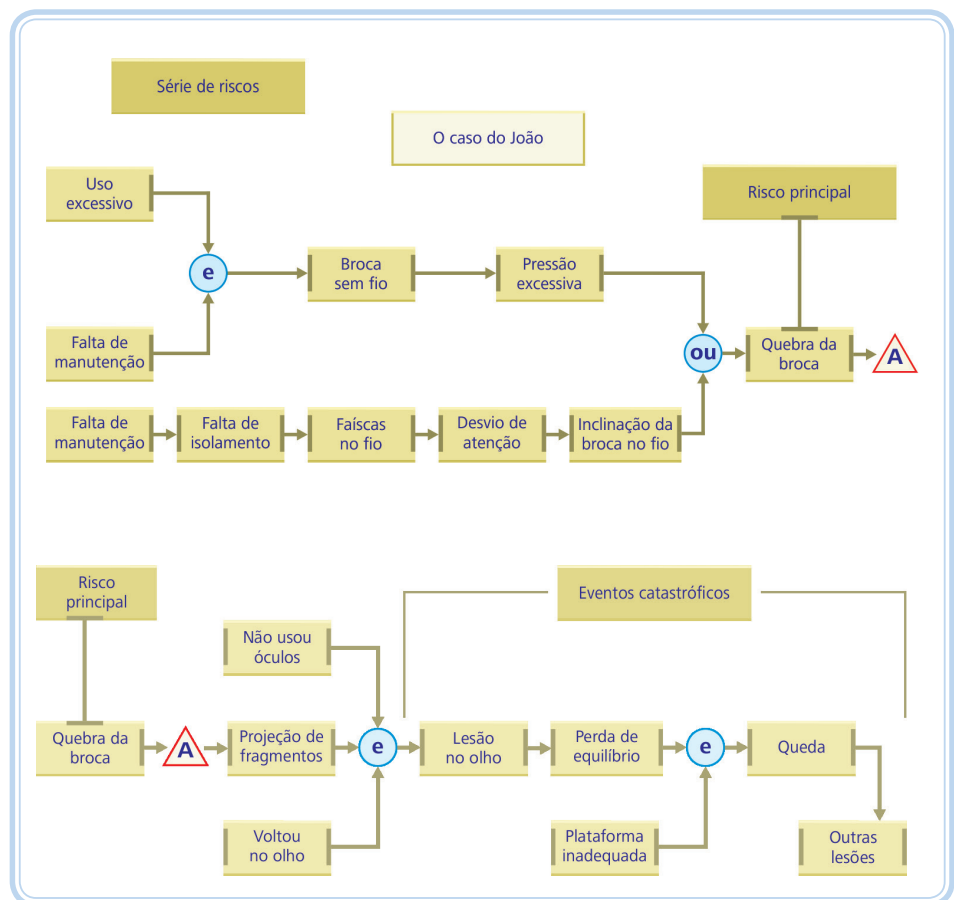 Série de riscos
O caso do João
Uso
excessivo
Risco principal
e
Broca
sem fio
Pressão
excessiva
Falta de
manutenção
ou
Quebra da
broca
A
Falta de
manutenção
Falta de
isolamento
Faíscas
no fio
Desvio de
atenção
Inclinação da
broca no fio
Risco
principal
Eventos catastróficos
Não usou
óculos
Quebra da
broca
A
Projeção de
fragmentos
e
Lesão
no olho
Perda de
equilíbrio
e
Queda
Voltou
no olho
Plataforma
inadequada
Outras
lesões